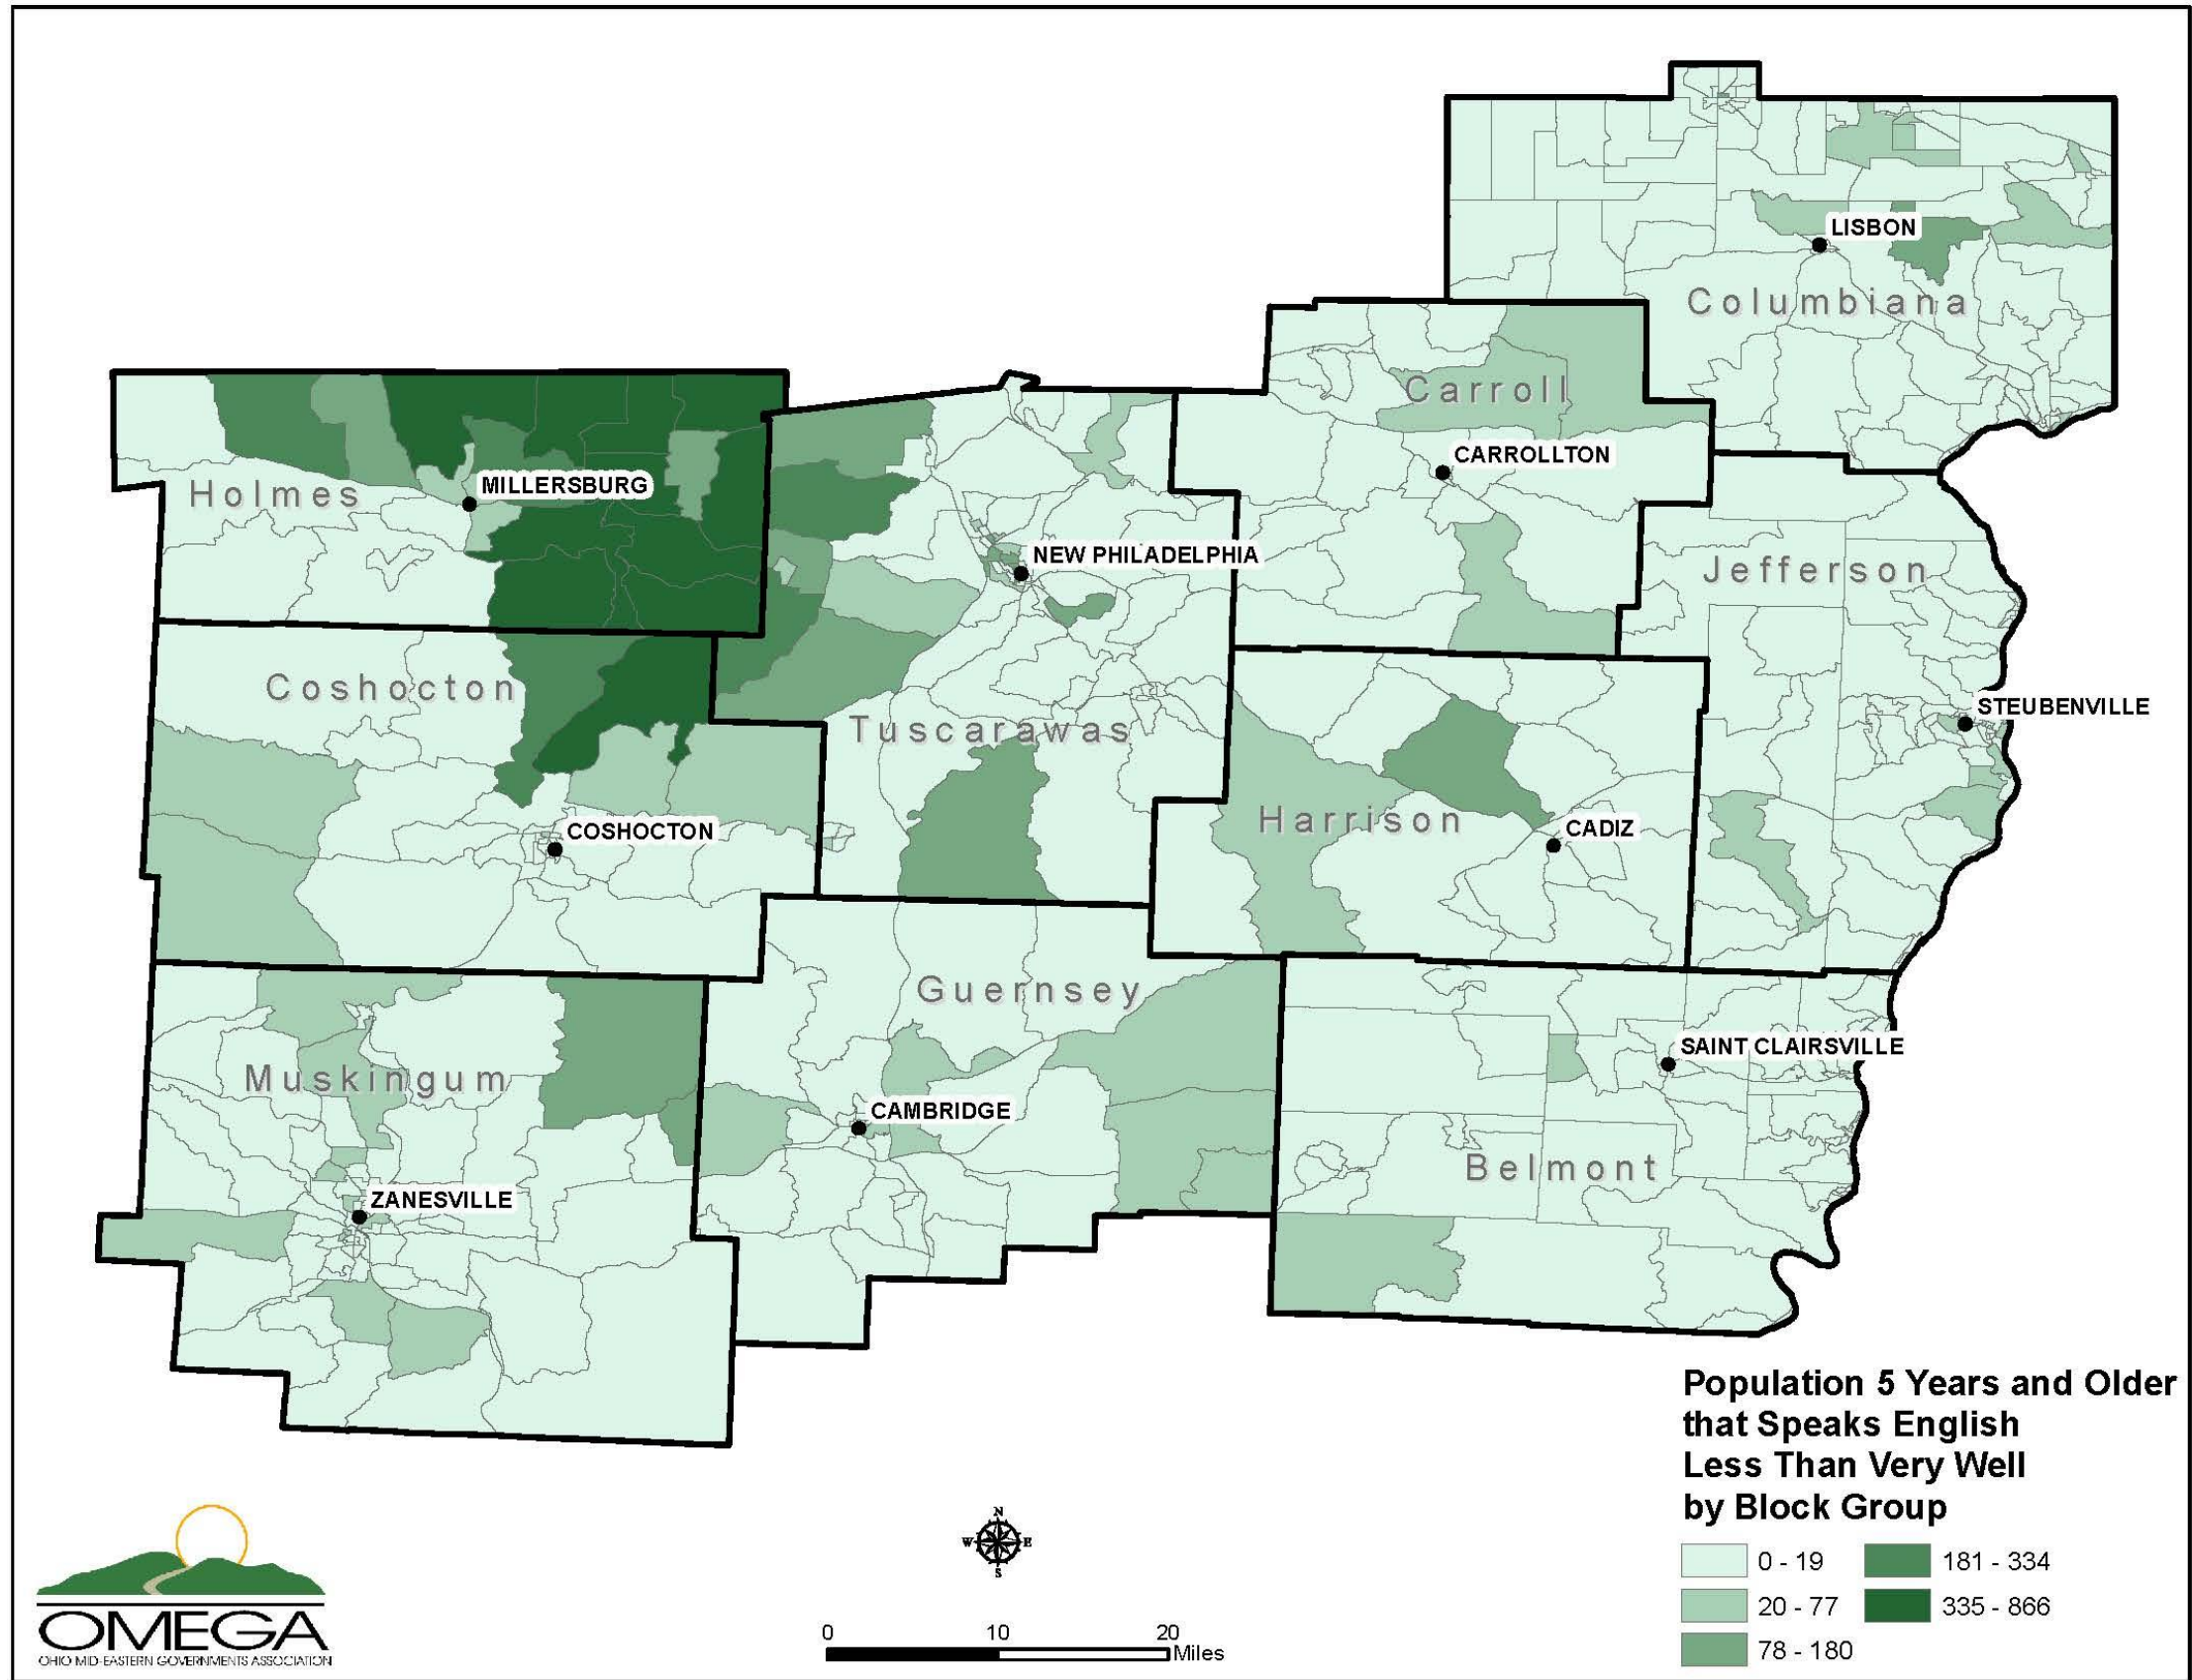 LISBON
Columbiana
Carroll
CARROLLTON
MILLERSBURG
Holmes
NEW PHILADELPHIA
Jefferson
Coshocton
STEUBENVILLE
Tuscarawas
Harrison
COSHOCTON
CADIZ
Guernsey
SAINT CLAIRSVILLE
Muskingum
CAMBRIDGE
Belmont
ZANESVILLE
Population 5 Years and Older
that Speaks English
Less Than Very Well
by Block Group
0 - 19
181 - 334
20 - 77
335 - 866
78 - 180
N
W E
S
0 10 20
Miles
OMEGA
OHIO MID-EASTERN GOVERNMENTS ASSOCIATION